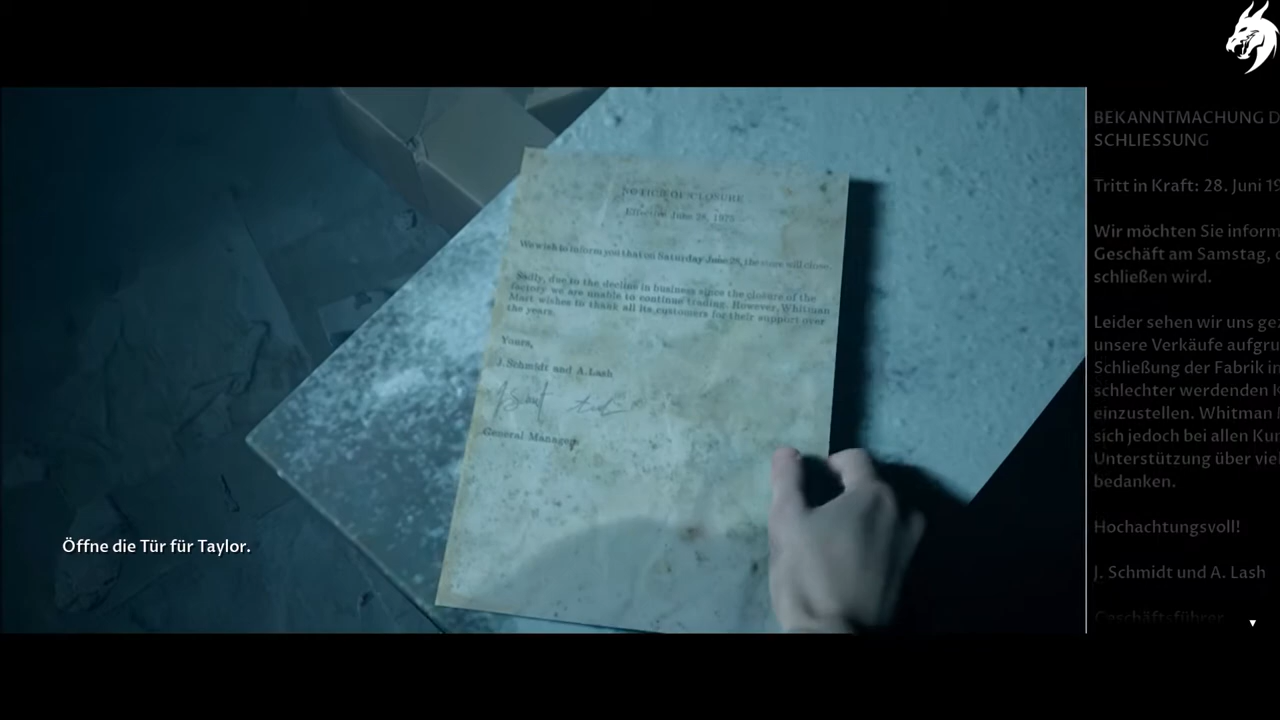 NOTICE OF CLOSURE
Effective June 28, 1975
We wish to inform you that on Saturday June 28, the store will close.
Sadly, due to the decline in business since the closure of the
factory we are unable to continue trading. However, Whitman
Mart wishes to thank all its customers for their support over
the years.
Yours,
J.Schmidt and A.Lash
General Manager
Öffne die Tür für Taylor.
BEKANNTMACHUNG D
SCHLIESSUNG
Tritt in Kraft: 28. Juni 19
Wir möchten Sie inform
Geschäft am Samstag, d
schließen wird.
Leider sehen wir uns gez
unsere Verkäufe aufgru
Schließung der Fabrik in
schlechter werdenden
einzustellen. Whitman
sich jedoch bei allen Kun
Unterstützung über viel
bedanken.
Hochachtungsvoll!
J. Schmidt und A. Lash
Geschäftsführer